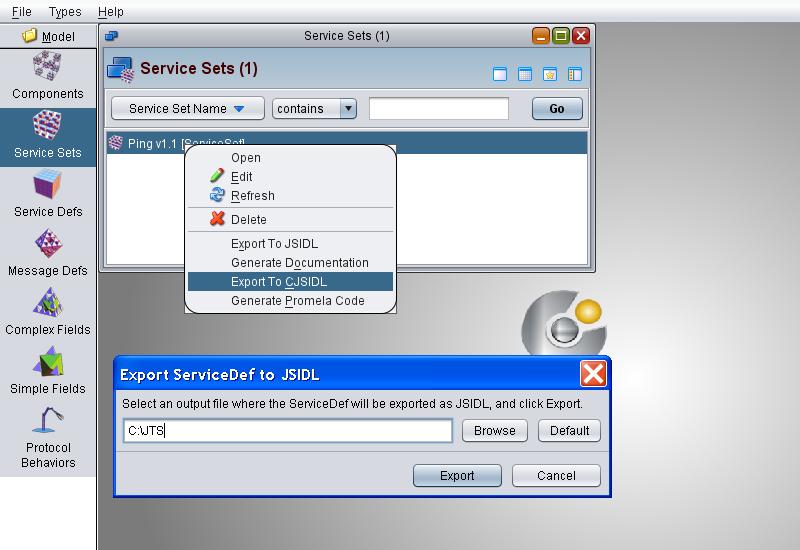 File Types Help
Model
Components
Service Sets
Service Defs
Message Defs
Complex Fields
Simple Fields
Protocol
Behaviors
Service Sets (1)
Service Sets (1)
Service Set Name contains Go
Ping v1.1 [ServiceSet]
Open
Edit
Refresh
Delete
Export To JSIDL
Generate Documentation
Export To CJSIDL
Generate Promela Code
Export ServiceDef to JSIDL
Select an output file where the ServiceDef will be exported as JSIDL, and click Export.
C:\JTS Browse Default
Export Cancel